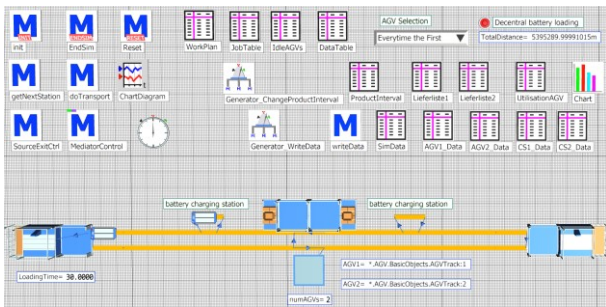 AGV Selection
Decentral battery loading
Everytime the First
TotalDistance= 5395289.99991015m
init
EndSim
Reset
WorkPlan
JobTable
IdleAGVs
DataTable
getNextStation
doTransport
ChartDiagram
Generator_ChangeProductInterval
ProductInterval
Lieferliste1
Lieferliste2
UtilisationAGV
Chart
SourceExitCtrl
MediatorControl
Generator_WriteData
writeData
SimData
AGV1_Data
AGV2_Data
CS1_Data
CS2_Data
battery charging station
battery charging station
LoadingTime= 30.0000
AGV1= *.AGV.BasicObjects.AGVTrack:1
AGV2= *.AGV.BasicObjects.AGVTrack:2
numAGVs= 2